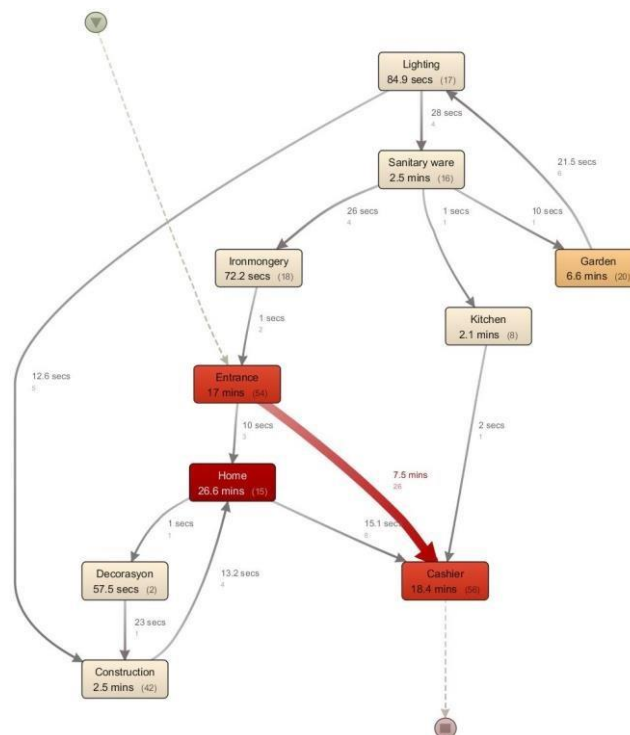 Lighting
84.9 secs (17)
28 secs
4
Sanitary ware
2.5 mins (16)
21.5 secs
6
26 secs
4
1 secs
1
10 secs
1
Ironmongery
72.2 secs (18)
Garden
6.6 mins (20)
Kitchen
2.1 mins (8)
1 secs
2
12.6 secs
5
Entrance
17 mins (54)
10 secs
3
2 secs
1
Home
26.6 mins (15)
7.5 mins
26
1 secs
1
15.1 secs
8
13.2 secs
4
Decorasyon
57.5 secs (2)
Cashier
18.4 mins (56)
23 secs
1
Construction
2.5 mins (42)